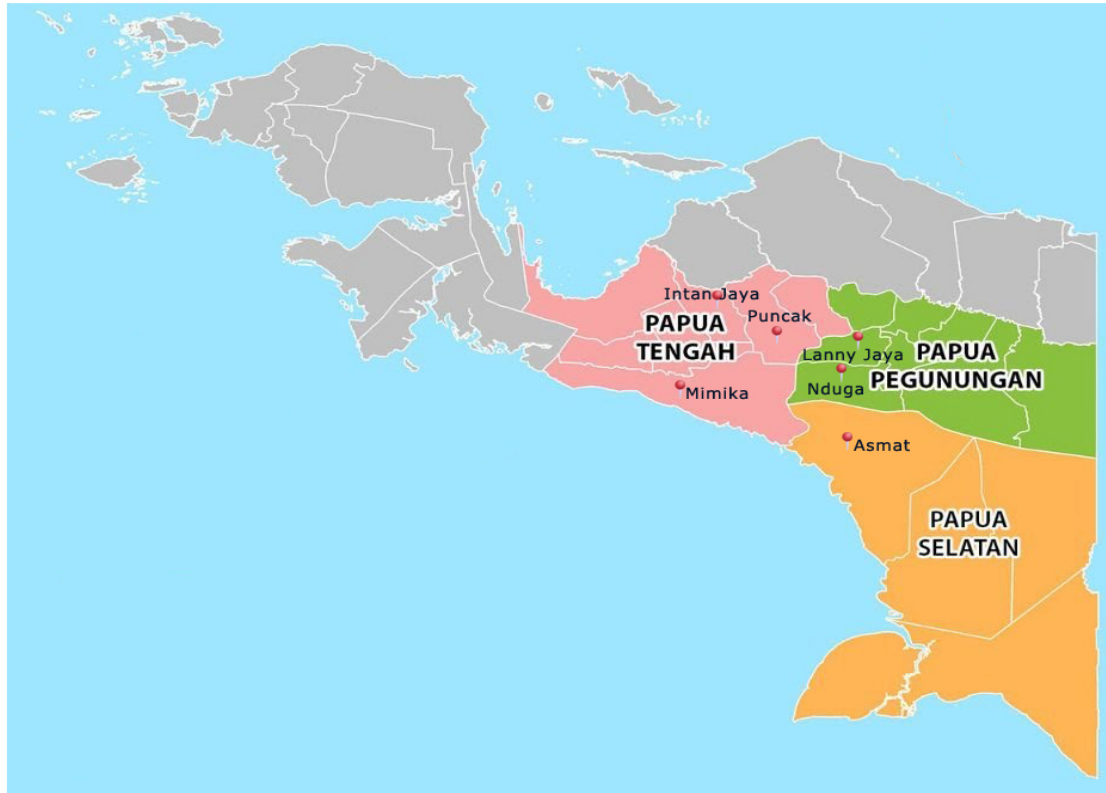 Intan Jaya
Puncak
PAPUA
TENGAH
Lanny Jaya
PAPUA
PEGUNUNGAN
Mimika
Nduga
Asmat
PAPUA
SELATAN